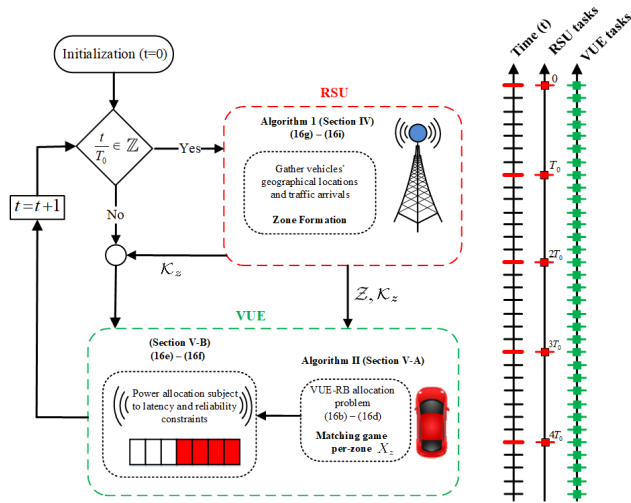 Initialization (t=0)
t
T₀
∈ ℤ
Yes
No
t=t+1
RSU
Algorithm 1 (Section IV)
(16g) – (16i)
Gather vehicles'
geographical locations
and traffic arrivals
Zone Formation
𝒦_z
𝒵, 𝒦_z
VUE
(Section V-B)
(16e) – (16f)
Power allocation subject
to latency and reliability
constraints
Algorithm II (Section V-A)
VUE-RB allocation
problem
(16b) – (16d)
Matching game
per-zone X_z
Time (t)
RSU tasks
VUE tasks
0
T₀
2T₀
3T₀
4T₀